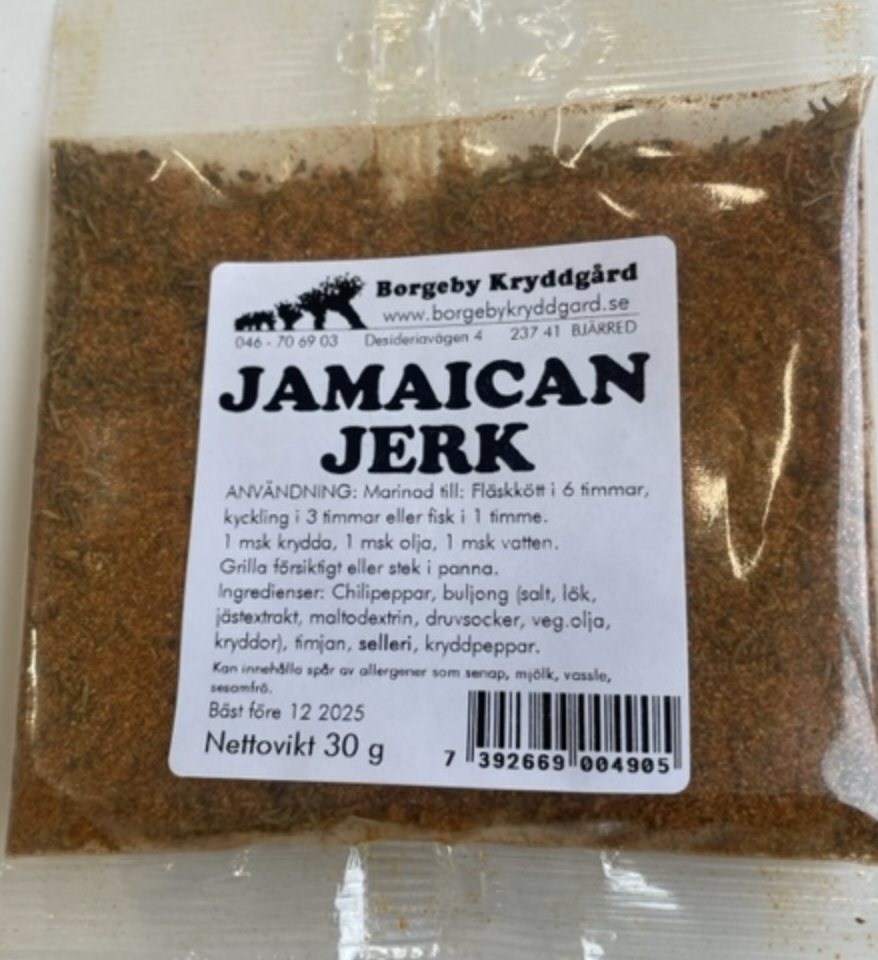 Borgeby Kryddgård
www.borgebykryddgard.se
046 - 70 69 03 Desideriavägen 4 237 41 BJÄRRED
JAMAICAN
JERK
ANVÄNDNING: Marinad till: Fläskkött i 6 timmar,
kyckling i 3 timmar eller fisk i 1 timme.
1 msk krydda, 1 msk olja, 1 msk vatten.
Grilla försiktigt eller stek i panna.
Ingredienser: Chilipeppar, buljong (salt, lök,
jästextrakt, maltodextrin, druvsocker, veg.olja,
kryddor), timjan, selleri, kryddpeppar.
Kan innehålla spår av allergener som senap, mjölk, vassle,
sesamfrö.
Bäst före 12 2025
Nettovikt 30 g
7 392669 004905